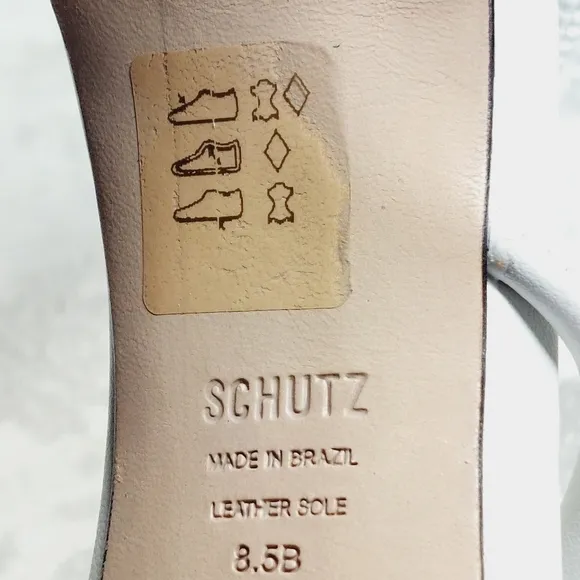 SCHUTZ
MADE IN BRAZIL
LEATHER SOLE
8.5B